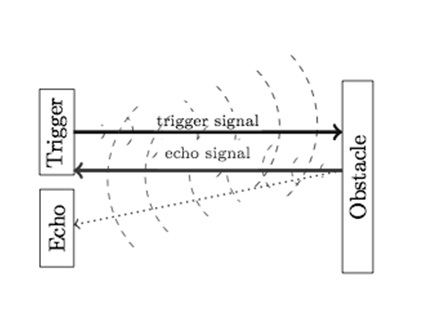 Trigger
trigger signal
echo signal
Echo
Obstacle